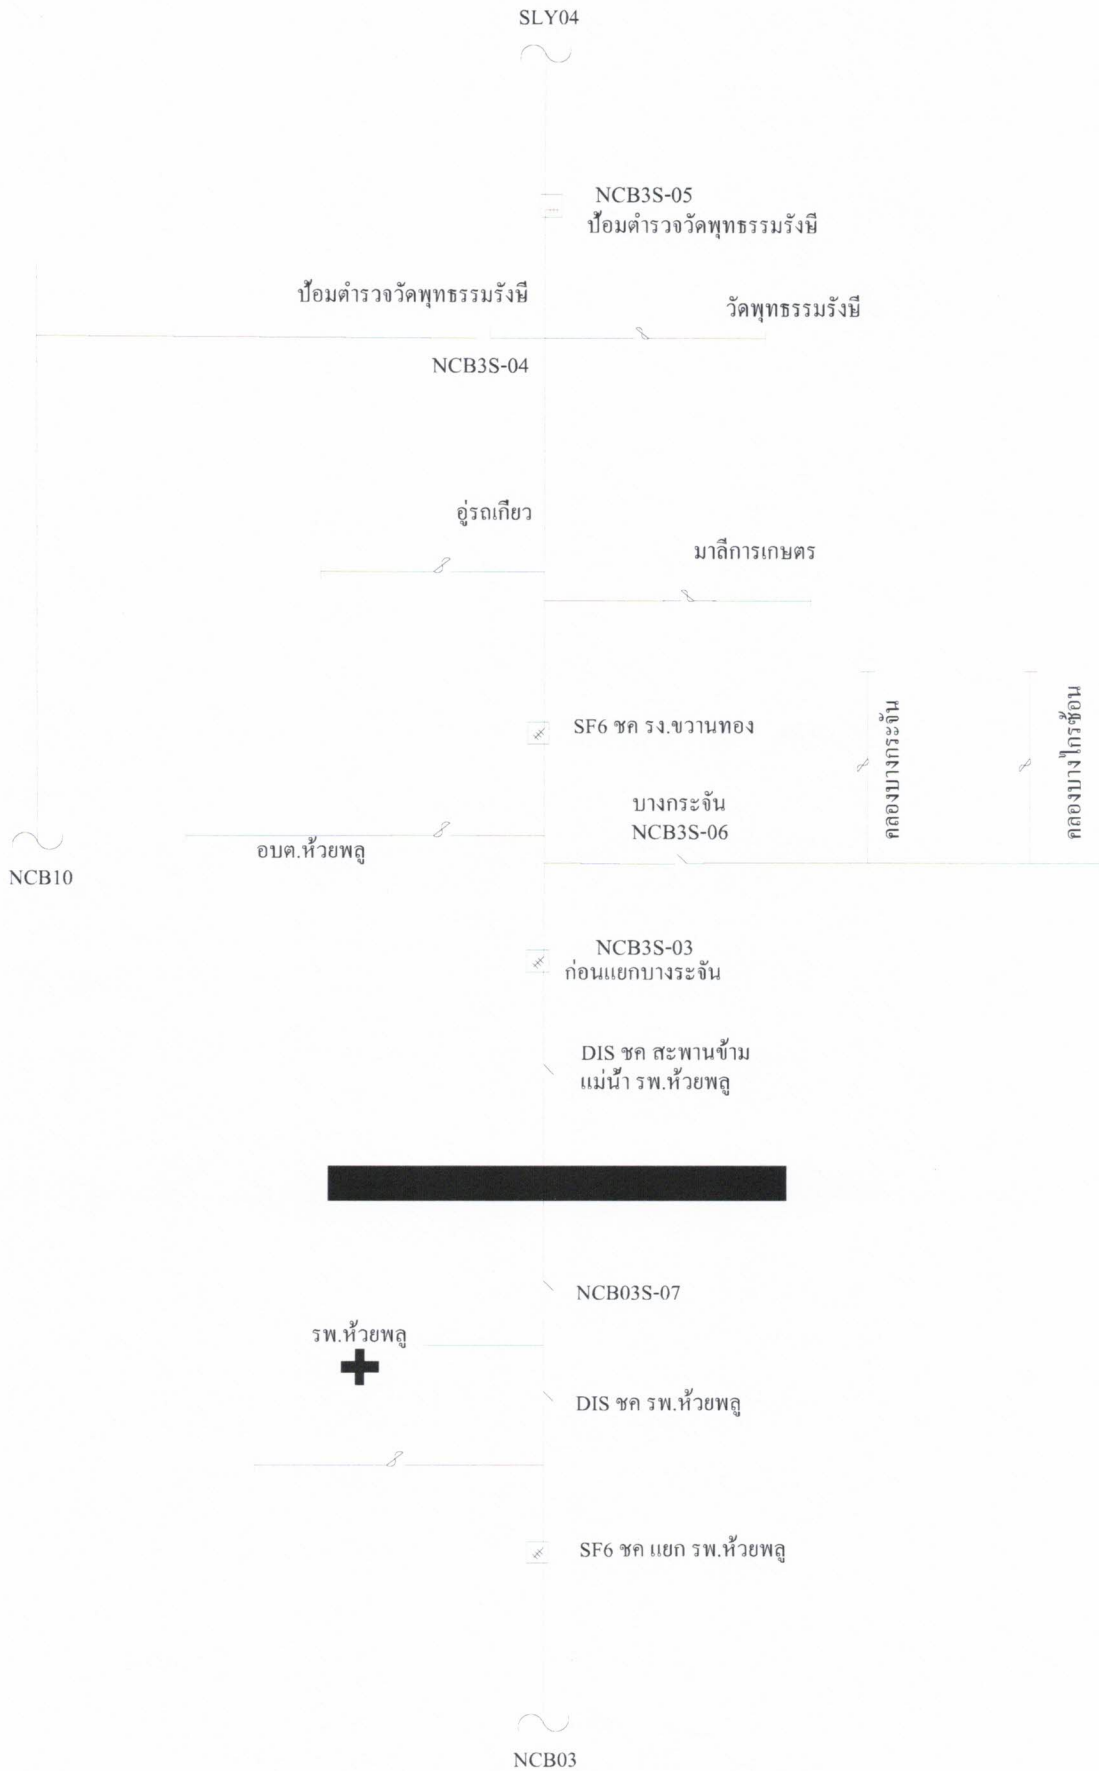 SLY04
NCB3S-05
ป้อมตำรวจวัดพุทธธรรมรังษี
ป้อมตำรวจวัดพุทธธรรมรังษี
วัดพุทธธรรมรังษี
NCB3S-04
อู่รถเกียว
มาลีการเกษตร
SF6 ชค รง.ขวานทอง
คลองบางกระจัน
คลองบางไกรซ้อน
บางกระจัน
NCB3S-06
อบต.ห้วยพลู
NCB10
NCB3S-03
ก่อนแยกบางระจัน
DIS ชค สะพานข้าม
แม่น้ำ รพ.ห้วยพลู
NCB03S-07
รพ.ห้วยพลู
DIS ชค รพ.ห้วยพลู
SF6 ชค แยก รพ.ห้วยพลู
NCB03